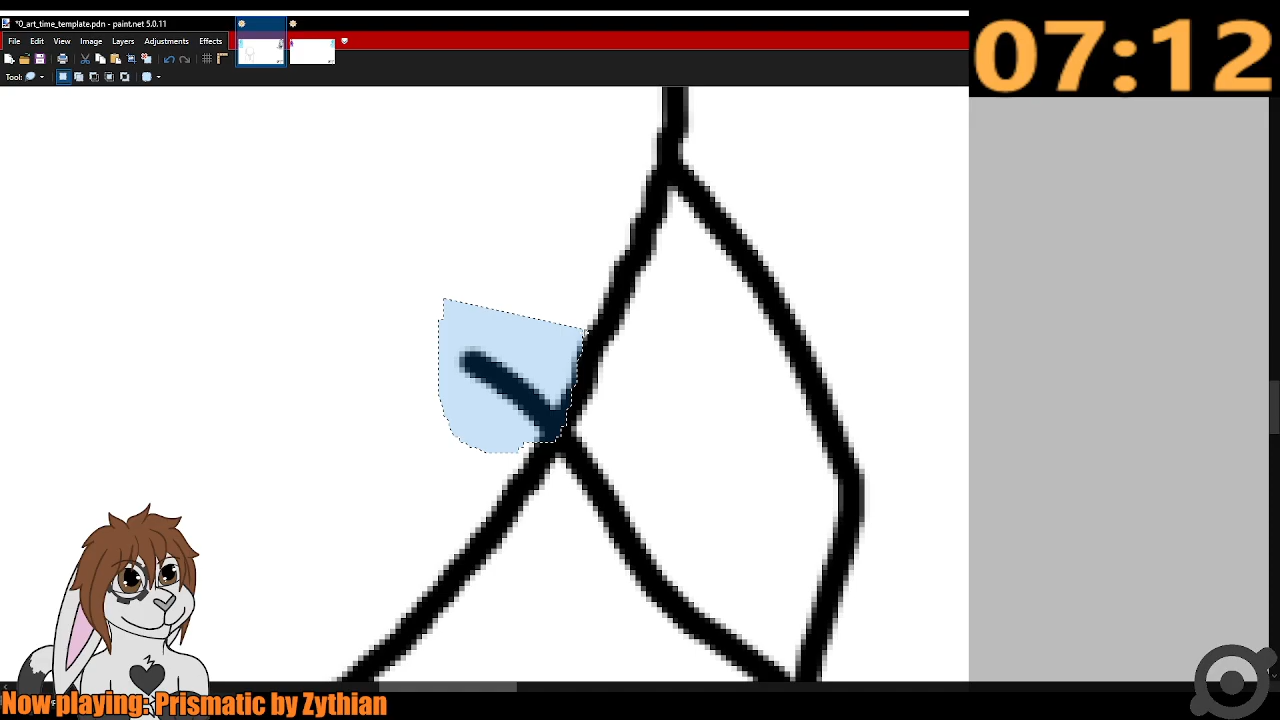 *0_art_time_template.pdn - paint.net 5.0.11
07:12
File Edit View Image Layers Adjustments Effects
Tool:
Now playing: Prismatic by Zythian